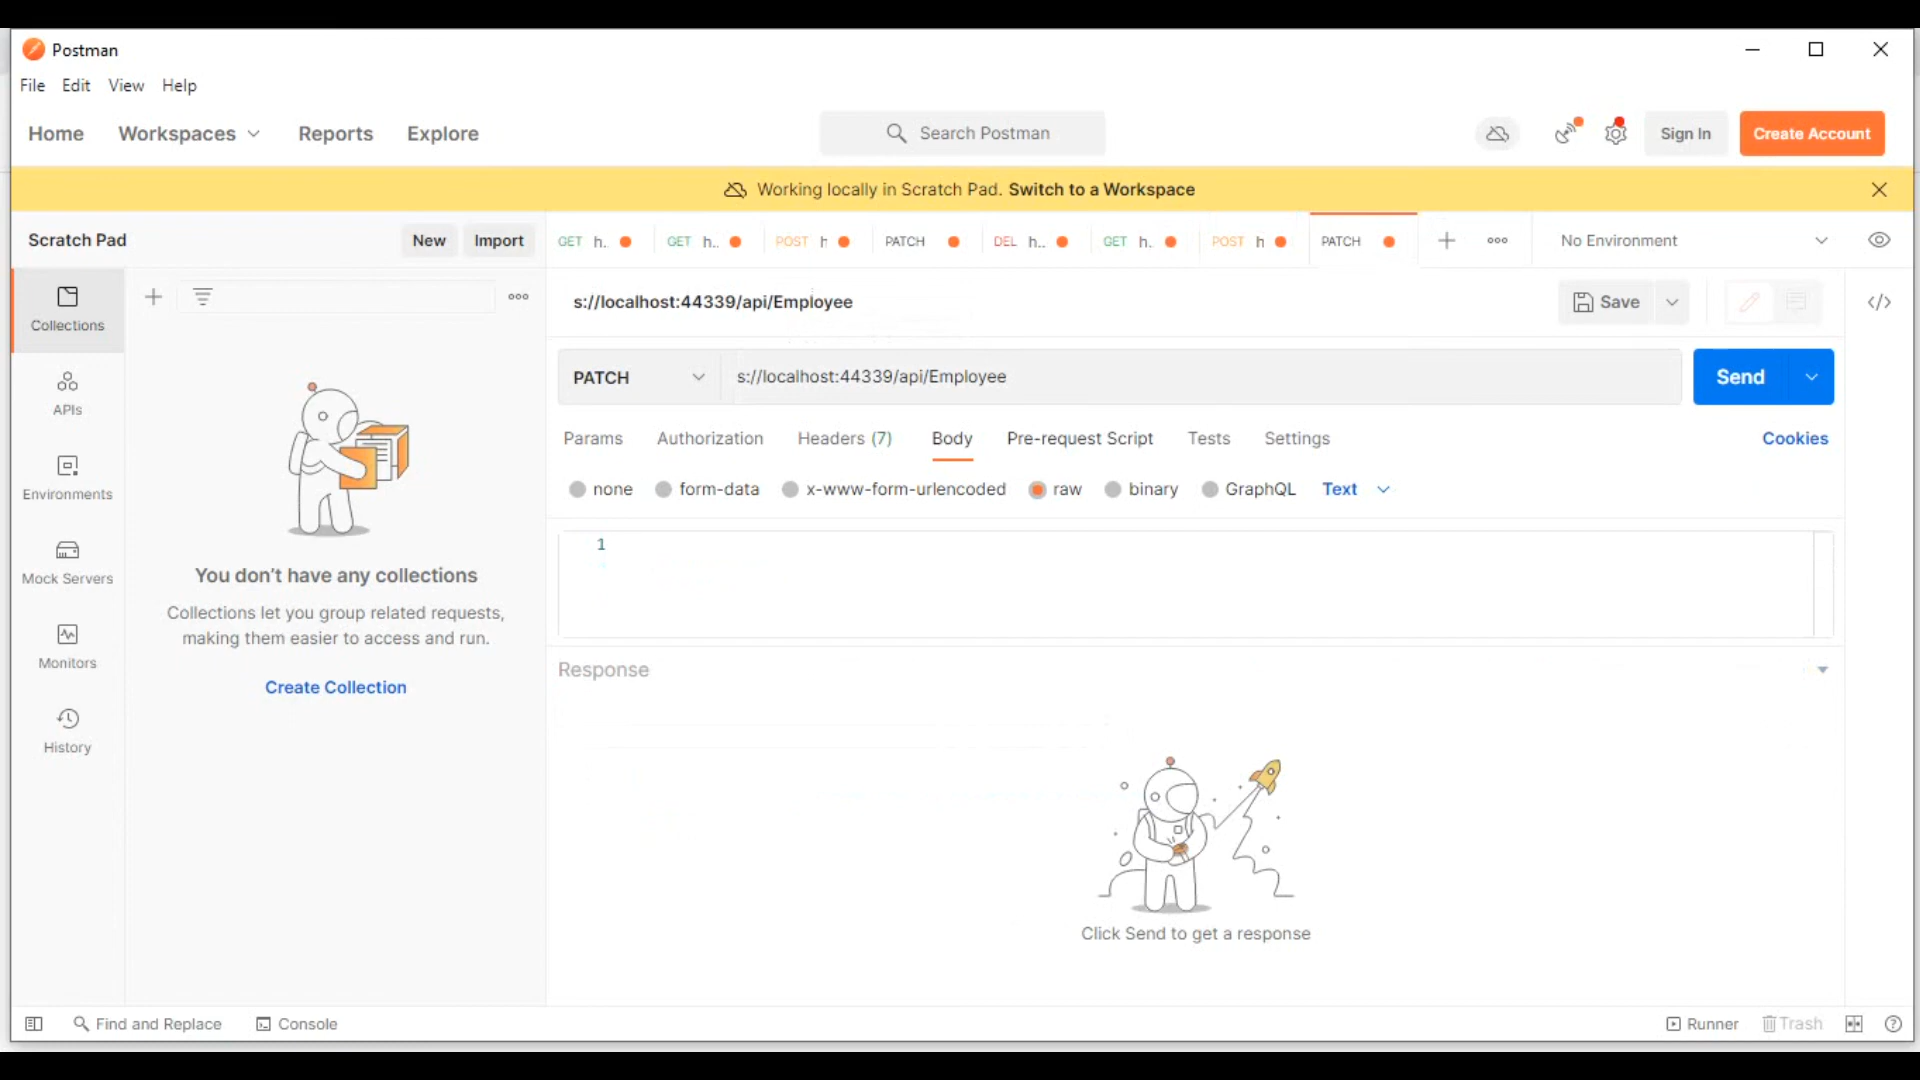 Postman
File Edit View Help
Home Workspaces Reports Explore Search Postman Sign In Create Account
Working locally in Scratch Pad. Switch to a Workspace
Scratch Pad New Import GET h. GET h.. POST h PATCH DEL h.. GET h. POST h PATCH No Environment
Collections
s://localhost:44339/api/Employee Save
PATCH s://localhost:44339/api/Employee Send
APIs
Params Authorization Headers (7) Body Pre-request Script Tests Settings Cookies
none form-data x-www-form-urlencoded raw binary GraphQL Text
Environments
1
Mock Servers
You don't have any collections
Collections let you group related requests,
making them easier to access and run.
Create Collection
Monitors
History
Response
Click Send to get a response
Find and Replace Console Runner Trash